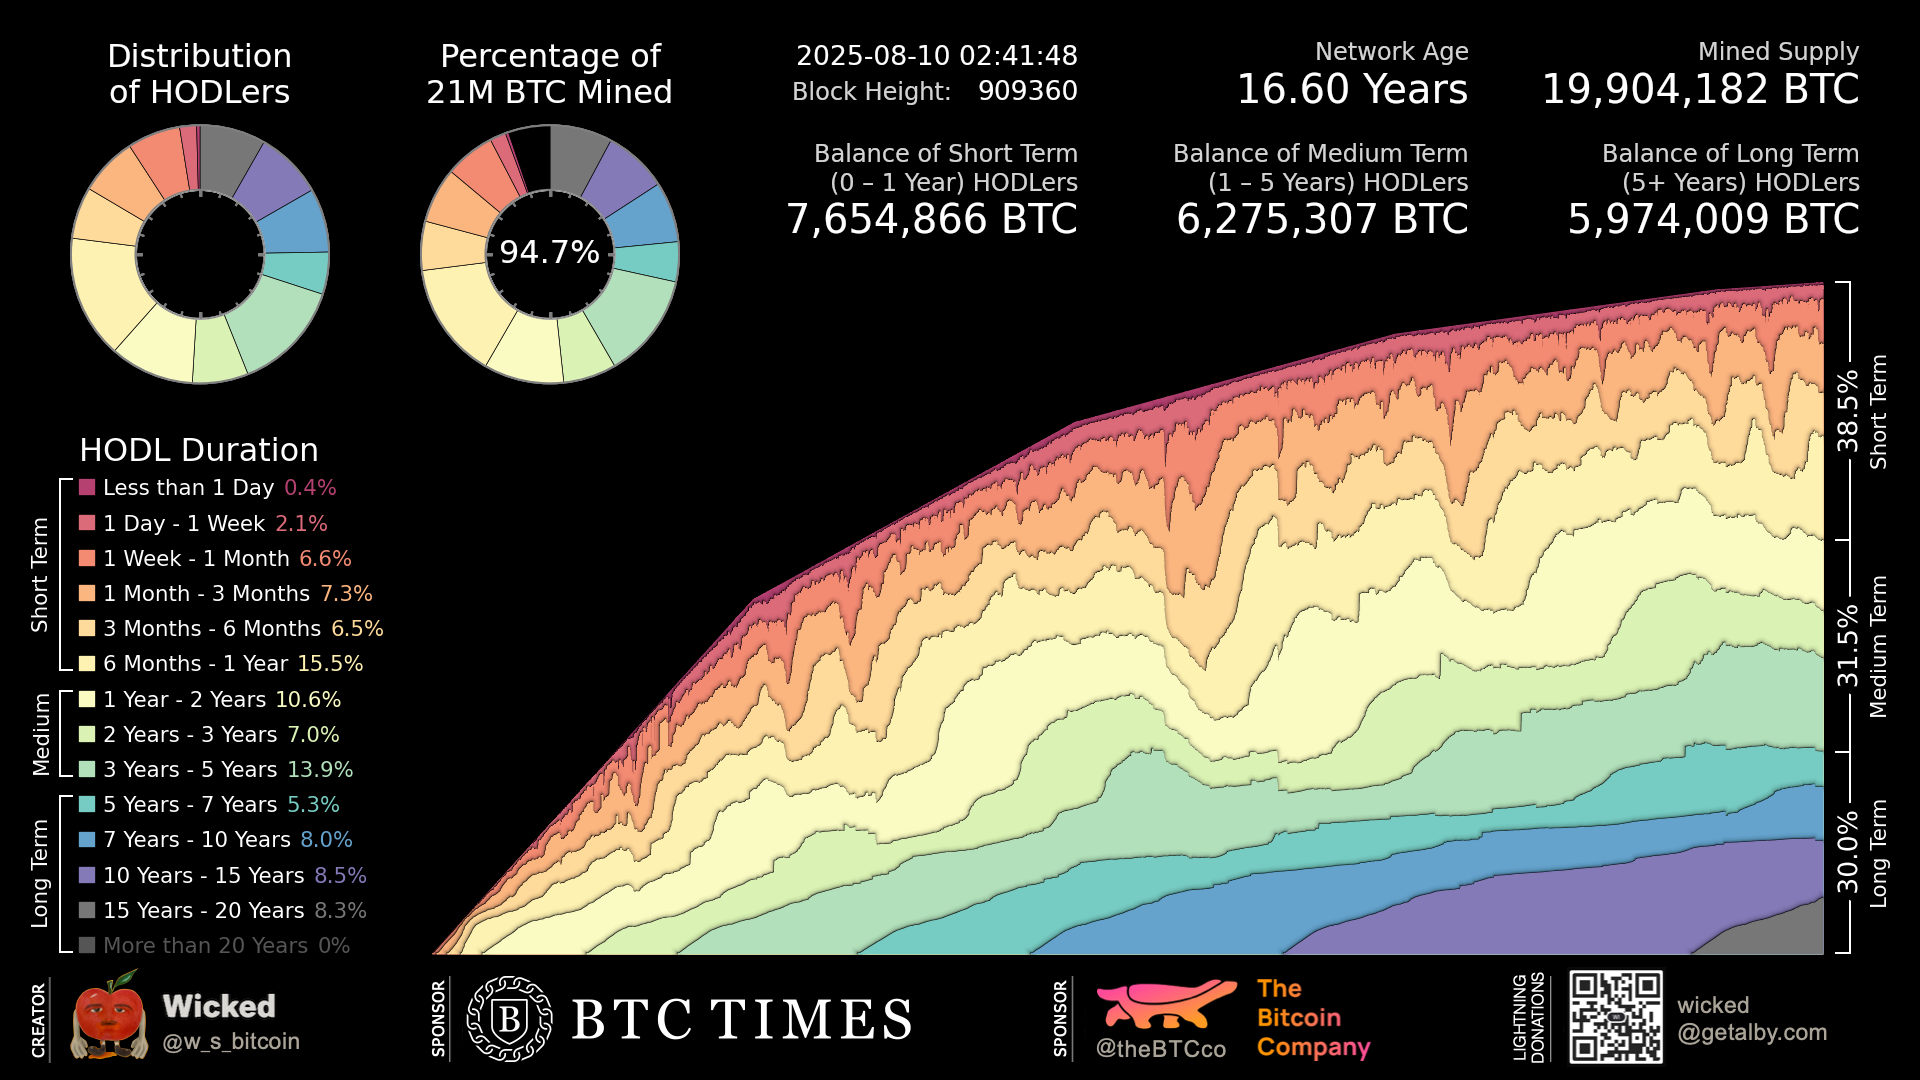 Distribution
of HODLers
Percentage of
21M BTC Mined
94.7%
2025-08-10 02:41:48
Block Height: 909360
Network Age
16.60 Years
Mined Supply
19,904,182 BTC
Balance of Short Term
(0 – 1 Year) HODLers
7,654,866 BTC
Balance of Medium Term
(1 – 5 Years) HODLers
6,275,307 BTC
Balance of Long Term
(5+ Years) HODLers
5,974,009 BTC
HODL Duration
Short Term
Less than 1 Day 0.4%
1 Day - 1 Week 2.1%
1 Week - 1 Month 6.6%
1 Month - 3 Months 7.3%
3 Months - 6 Months 6.5%
6 Months - 1 Year 15.5%
Medium
1 Year - 2 Years 10.6%
2 Years - 3 Years 7.0%
3 Years - 5 Years 13.9%
Long Term
5 Years - 7 Years 5.3%
7 Years - 10 Years 8.0%
10 Years - 15 Years 8.5%
15 Years - 20 Years 8.3%
More than 20 Years 0%
38.5%
Short Term
31.5%
Medium Term
30.0%
Long Term
CREATOR
Wicked
@w_s_bitcoin
SPONSOR
B
BTC TIMES
SPONSOR
@theBTCco
The
Bitcoin
Company
LIGHTNING
DONATIONS
wicked
@getalby.com